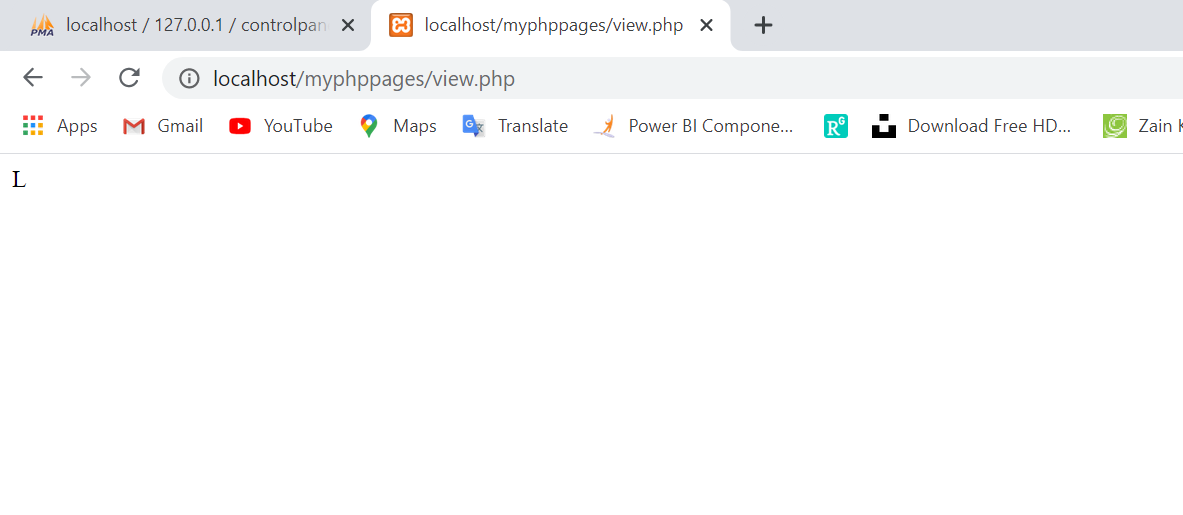 PMA localhost / 127.0.0.1 / controlpan localhost/myphppages/view.php
localhost/myphppages/view.php
Apps Gmail YouTube Maps Translate Power BI Compone... RG Download Free HD... Zain K
L